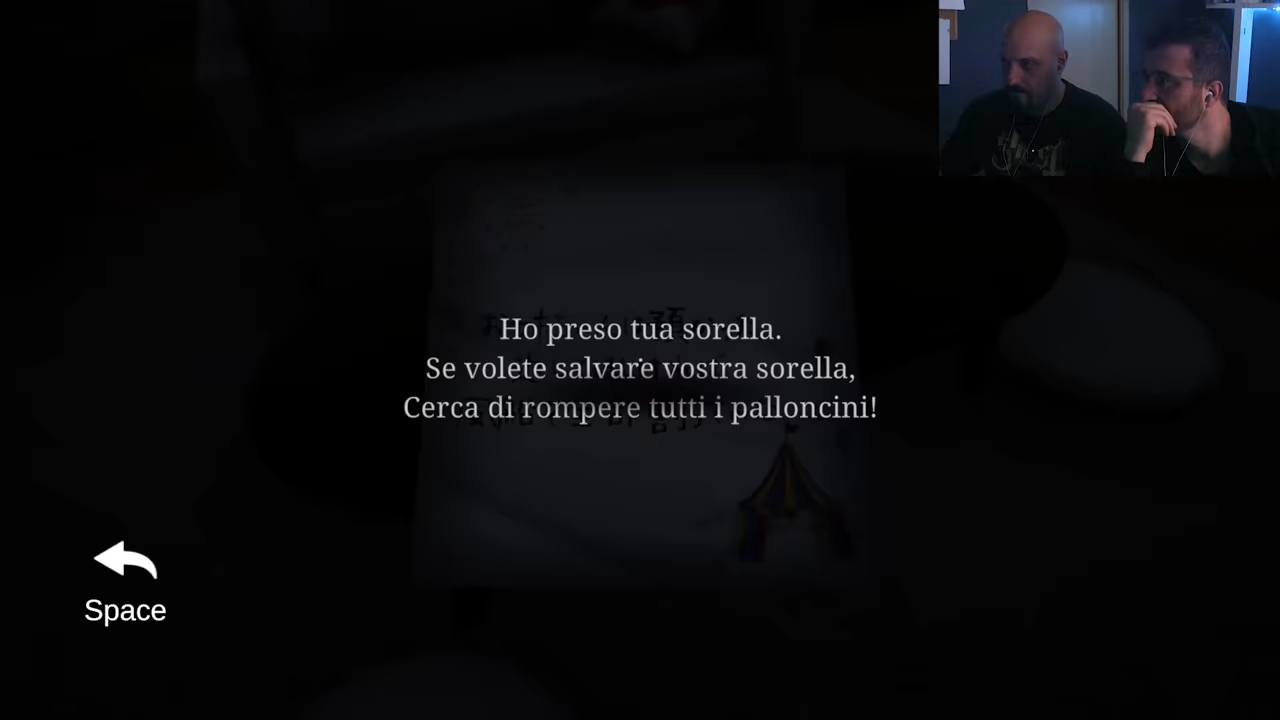 Ho preso tua sorella.
Se volete salvare vostra sorella,
Cerca di rompere tutti i palloncini!
Space